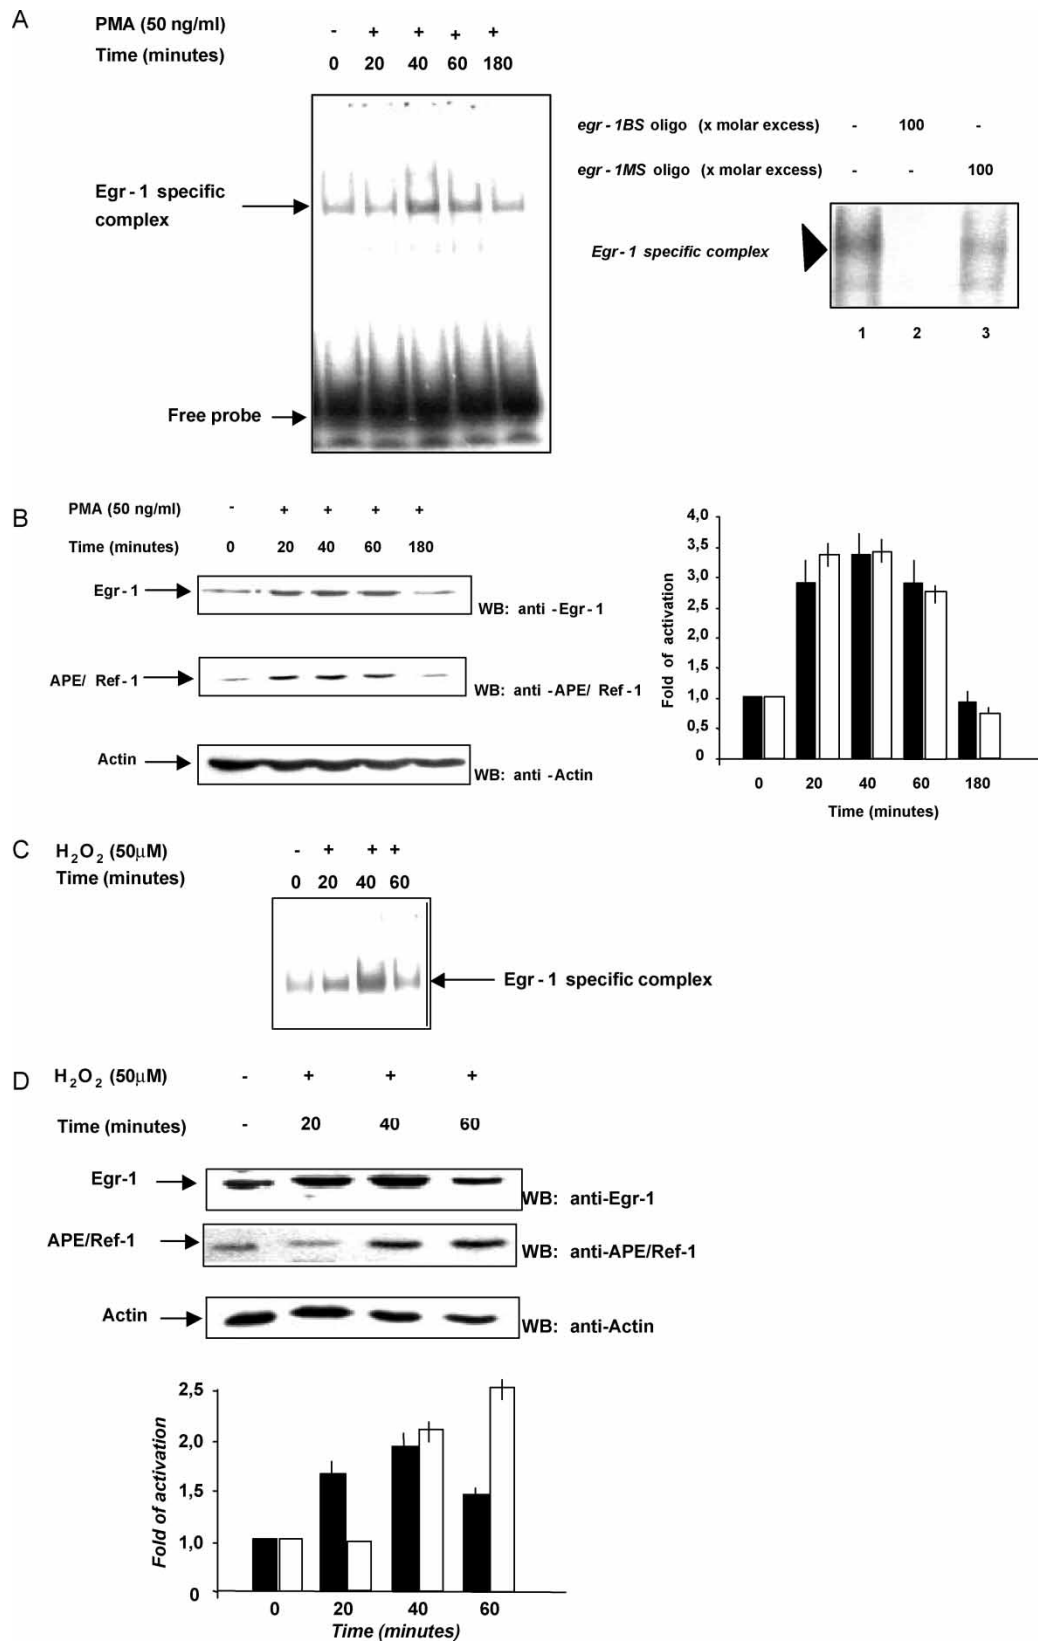 A
PMA (50 ng/ml) - + + + +
Time (minutes) 0 20 40 60 180
Egr - 1 specific
complex
Free probe
egr - 1BS oligo (x molar excess) - 100 -
egr - 1MS oligo (x molar excess) - - 100
Egr - 1 specific complex
1 2 3
B
PMA (50 ng/ml) - + + + +
Time (minutes) 0 20 40 60 180
Egr - 1
WB: anti -Egr - 1
APE/ Ref - 1
WB: anti -APE/ Ref - 1
Actin
WB: anti -Actin
Fold of activation
4,0
3,5
3,0
2,5
2,0
1,5
1,0
0,5
0
0 20 40 60 180
Time (minutes)
C
H2O2 (50µM) - + + +
Time (minutes) 0 20 40 60
Egr - 1 specific complex
D
H2O2 (50µM) - + + +
Time (minutes) - 20 40 60
Egr-1
WB: anti-Egr-1
APE/Ref-1
WB: anti-APE/Ref-1
Actin
WB: anti-Actin
Fold of activation
2,5
2,0
1,5
1,0
0
0 20 40 60
Time (minutes)